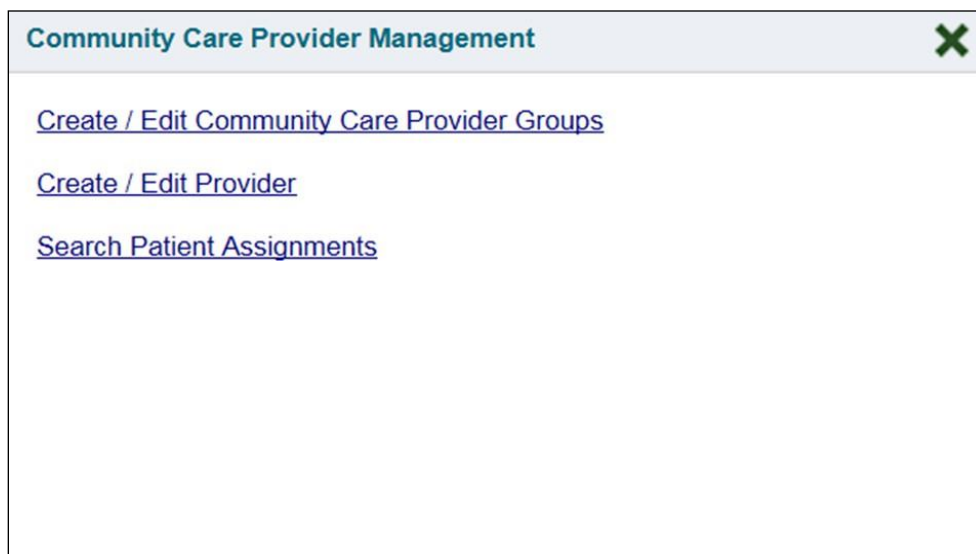 Community Care Provider Management
Create / Edit Community Care Provider Groups
Create / Edit Provider
Search Patient Assignments